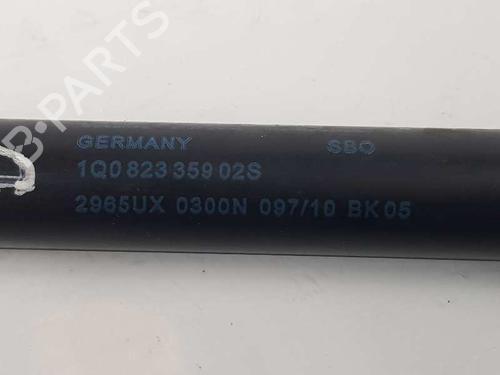 GERMANY SBO
1Q0 823 359 02S
2965UX 0300N 097/10 BK05
B-PARTS